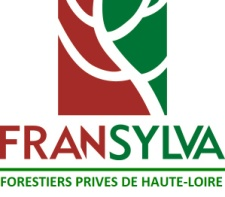 FRANSYLVA
FORESTIERS PRIVES DE HAUTE-LOIRE